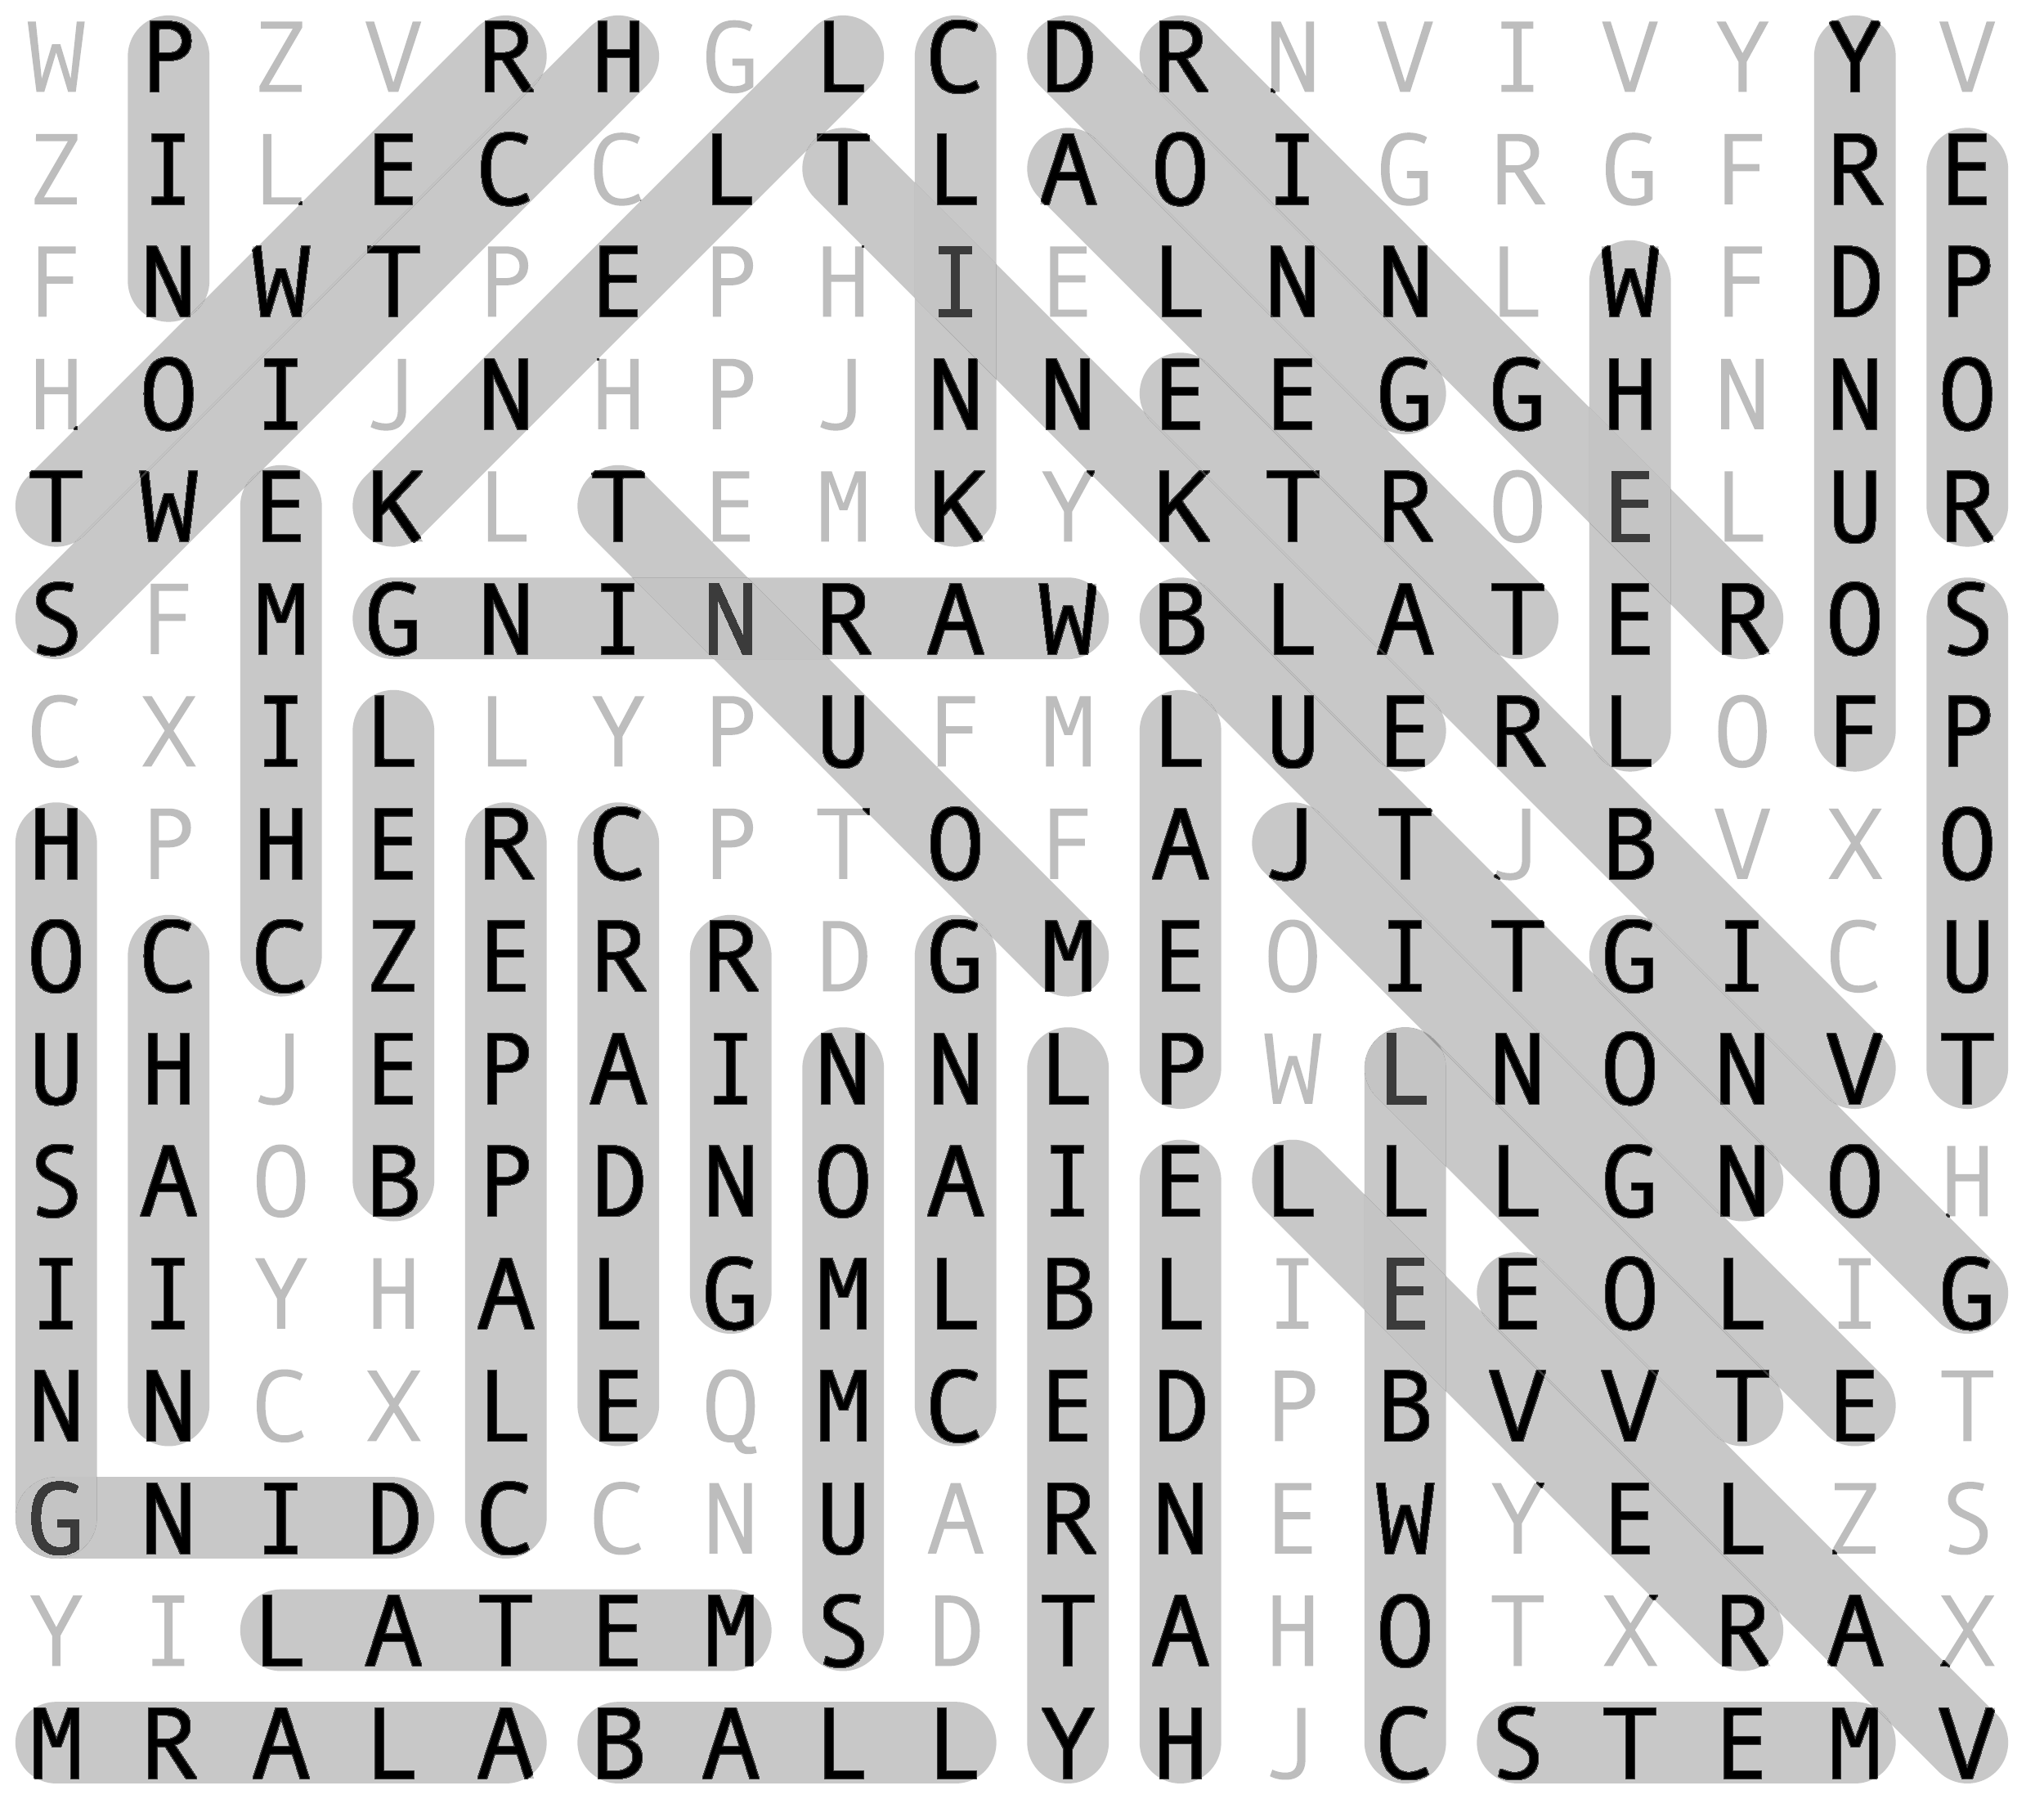 W P Z V R H G L C D R N V I V Y Y V
Z I L E C C L T L A O I G R G F R E
F N W T P E P H I E L N N L W F D P
H O I J N H P J N N E E G G H N N O
T W E K L T E M K Y K T R O E L U R
S F M G N I N R A W B L A T E R O S
C X I L L Y P U F M L U E R L O F P
H P H E R C P T O F A J T J B V X O
O C C Z E R R D G M E O I T G I C U
U H J E P A I N N L P W L N O N V T
S A O B P D N O A I E L L L G N O H
I I Y H A L G M L B L I E E O L I G
N N C X L E Q M C E D P B V V T E T
G N I D C C N U A R N E W Y E L Z S
Y I L A T E M S D T A H O T X R A X
M R A L A B A L L Y H J C S T E M V